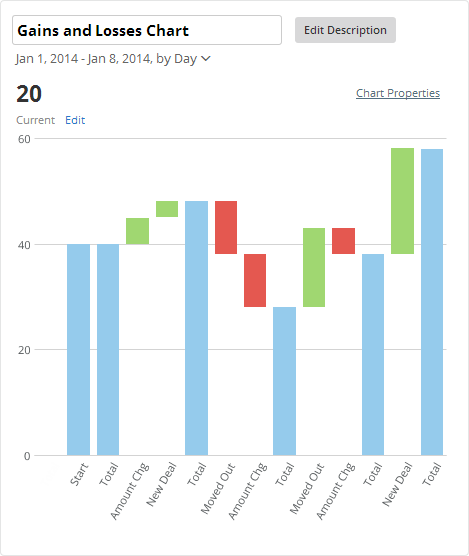 Gains and Losses Chart
Edit Description
Jan 1, 2014 - Jan 8, 2014, by Day
20
Chart Properties
Current Edit
60
40
20
0
Start
Total
Amount Chg
New Deal
Total
Moved Out
Amount Chg
Total
Moved Out
Amount Chg
Total
New Deal
Total